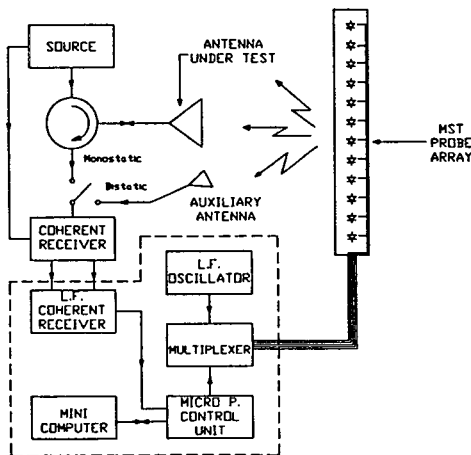 SOURCE
ANTENNA
UNDER TEST
MST
PROBE
ARRAY
Monostatic
Bistatic
AUXILIARY
ANTENNA
COHERENT
RECEIVER
L.F.
COHERENT
RECEIVER
L.F.
OSCILLATOR
MULTIPLEXER
MINI
COMPUTER
MICRO P.
CONTROL
UNIT